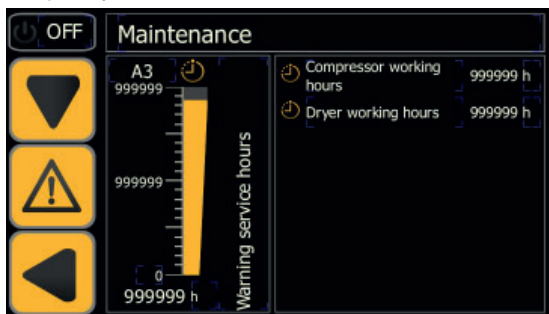 OFF
Maintenance
A3
999999
999999
0
999999 h
Warning service hours
Compressor working
hours
999999 h
Dryer working hours
999999 h